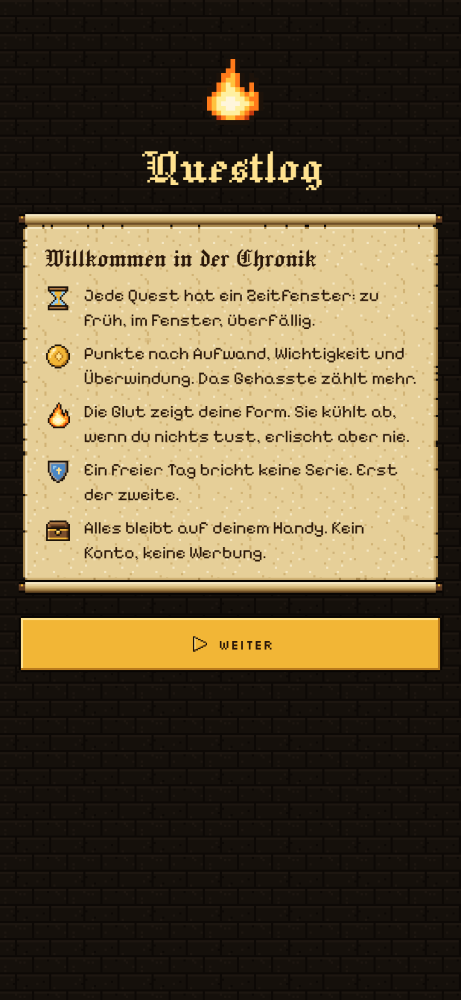 Questlog
Willkommen in der Chronik
Jede Quest hat ein Zeitfenster: zu
früh, im Fenster, überfällig.
Punkte nach Aufwand, Wichtigkeit und
Überwindung. Das Gehasste zählt mehr.
Die Glut zeigt deine Form. Sie kühlt ab,
wenn du nichts tust, erlischt aber nie.
Ein freier Tag bricht keine Serie. Erst
der zweite.
Alles bleibt auf deinem Handy. Kein
Konto, keine Werbung.
WEITER